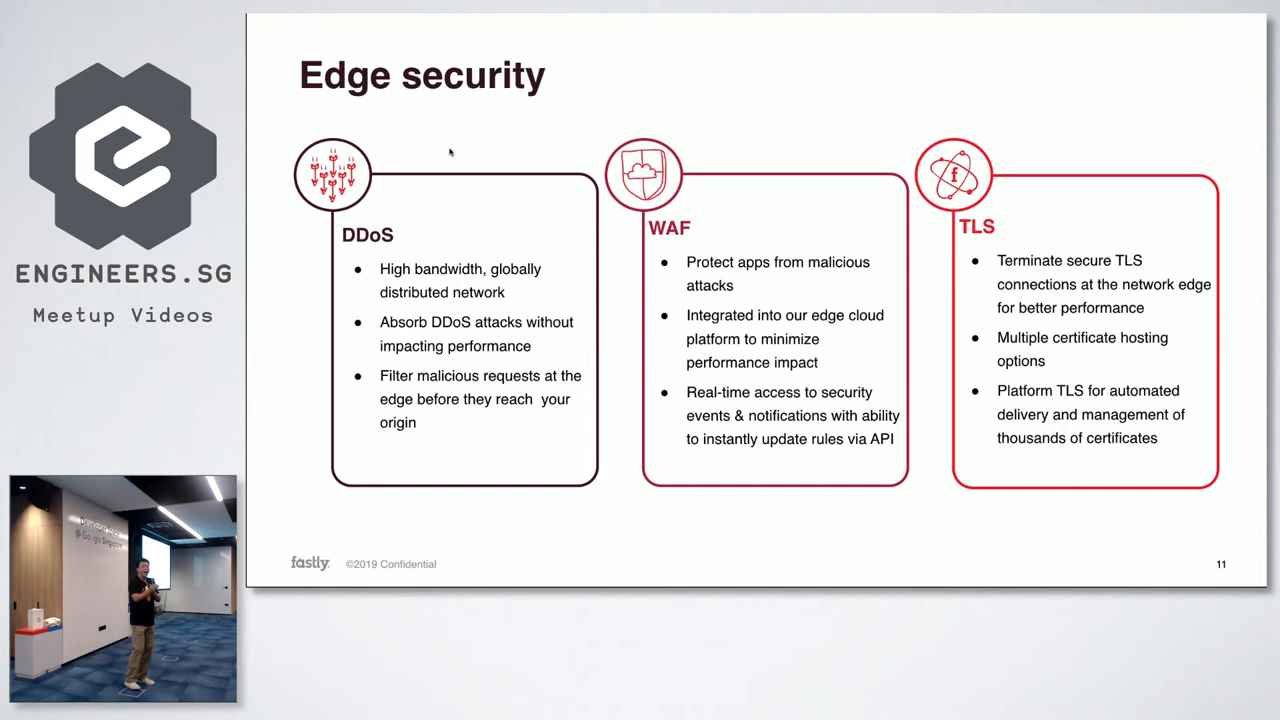 ENGINEERS.SG
Meetup Videos
Edge security
DDoS
● High bandwidth, globally
distributed network
● Absorb DDoS attacks without
impacting performance
● Filter malicious requests at the
edge before they reach  your
origin
WAF
● Protect apps from malicious
attacks
● Integrated into our edge cloud
platform to minimize
performance impact
● Real-time access to security
events & notifications with ability
to instantly update rules via API
f
TLS
● Terminate secure TLS
connections at the network edge
for better performance
● Multiple certificate hosting
options
● Platform TLS for automated
delivery and management of
thousands of certificates
fastly
©2019 Confidential
11
@ Google Singapore